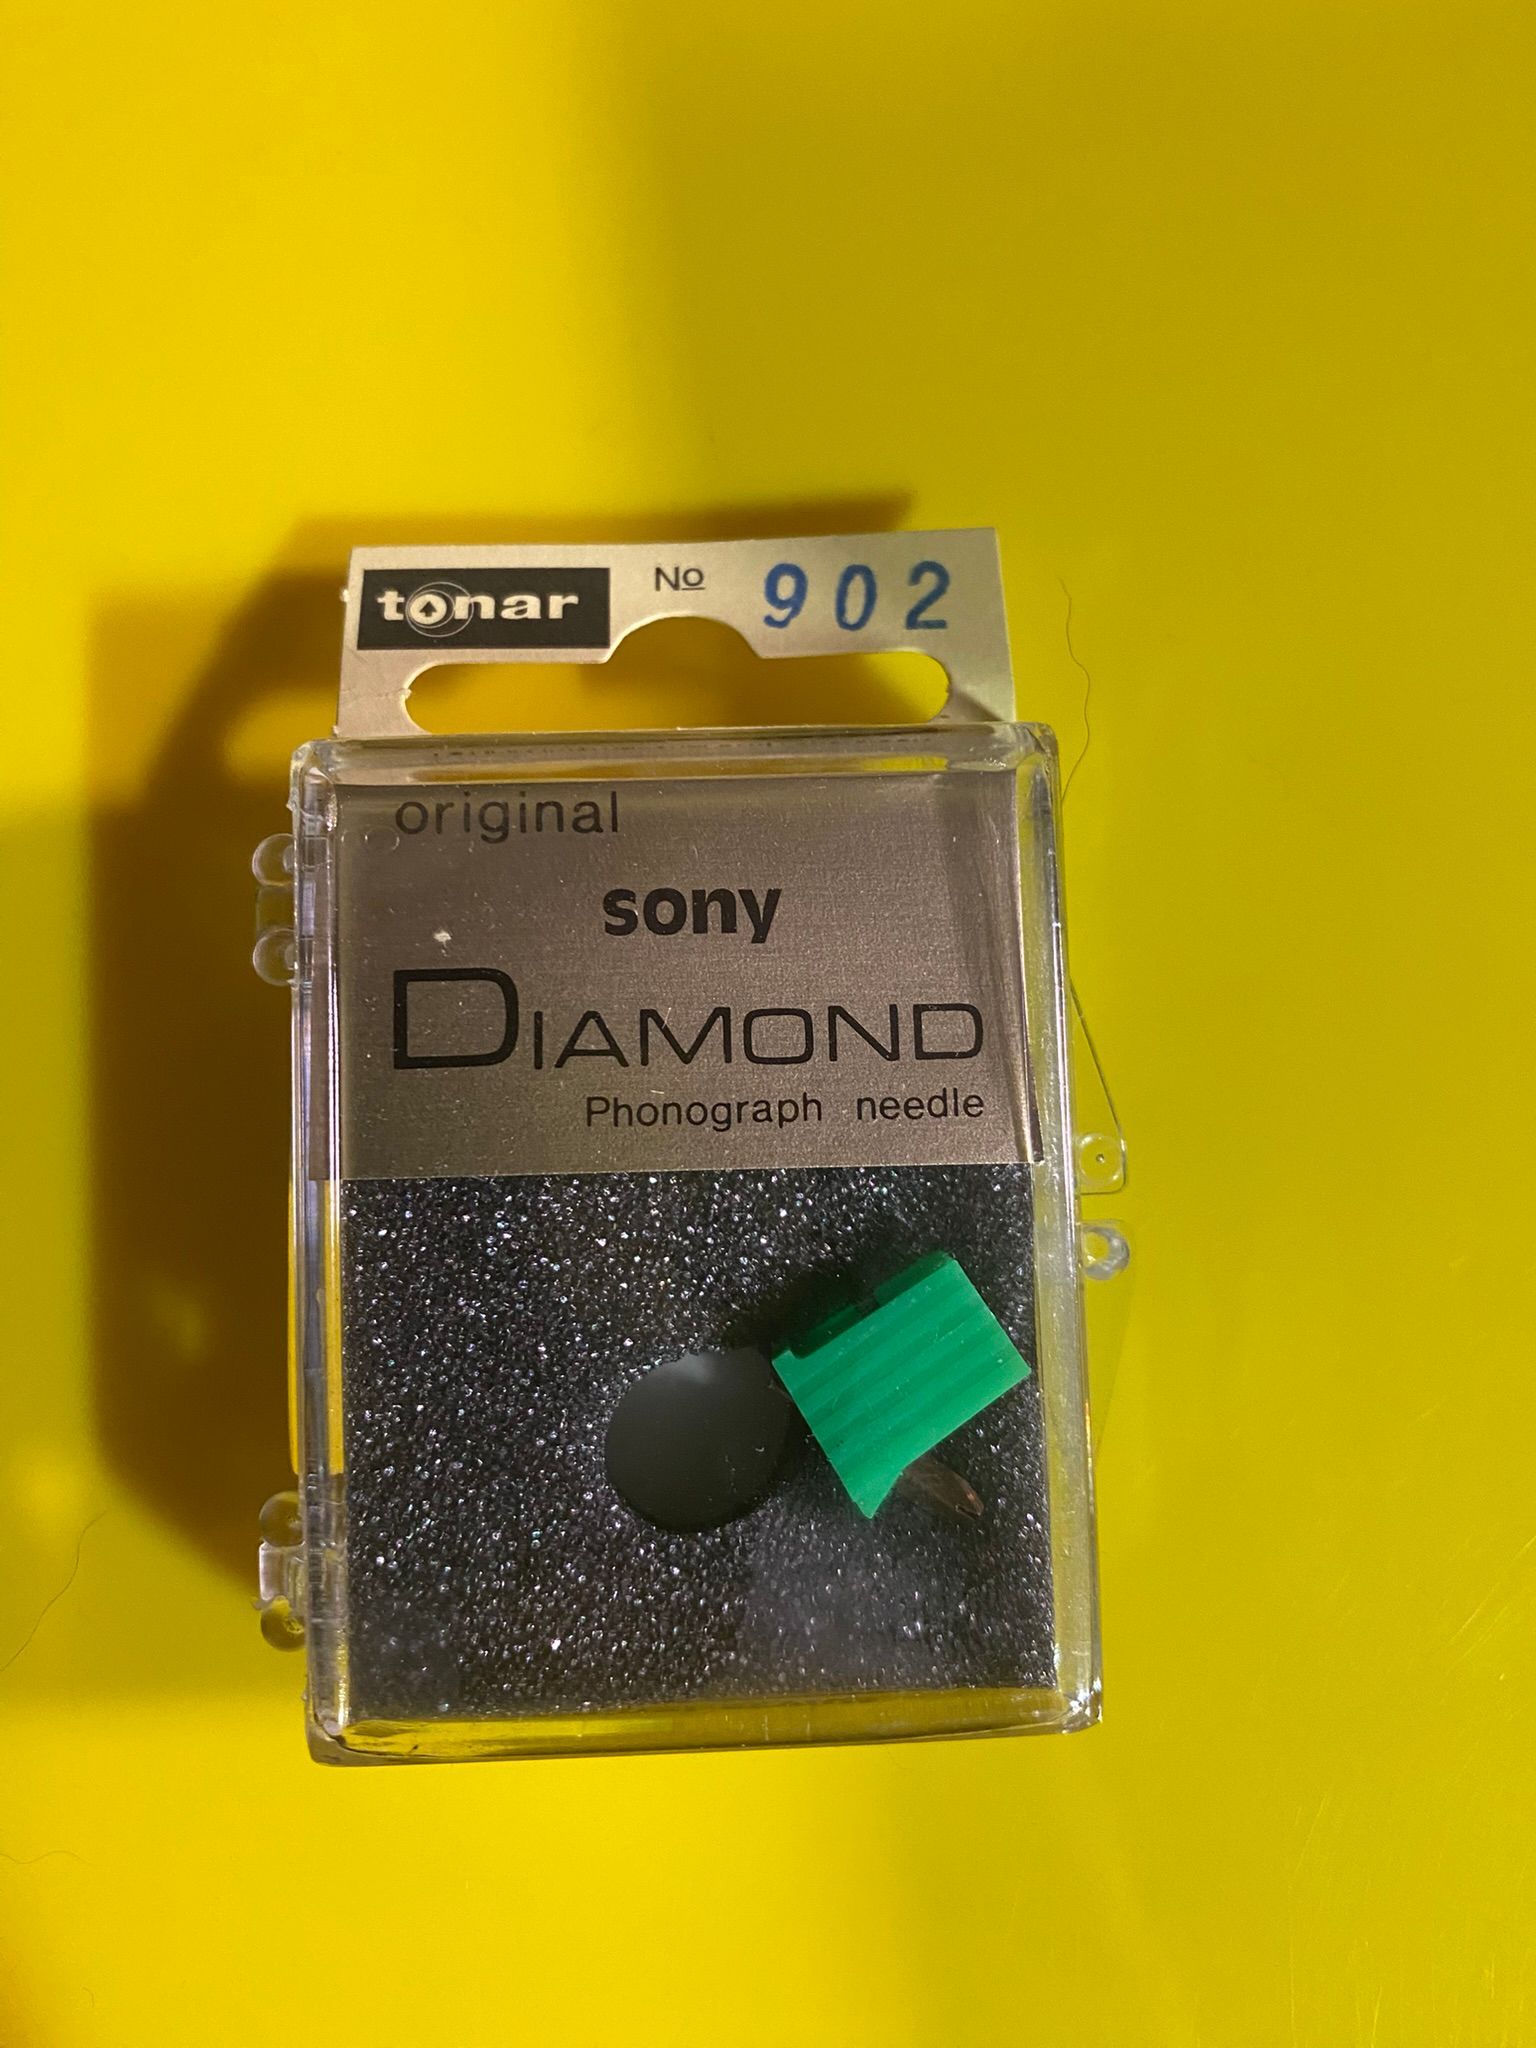 tonar Nº 902
original
sony
DIAMOND
Phonograph needle